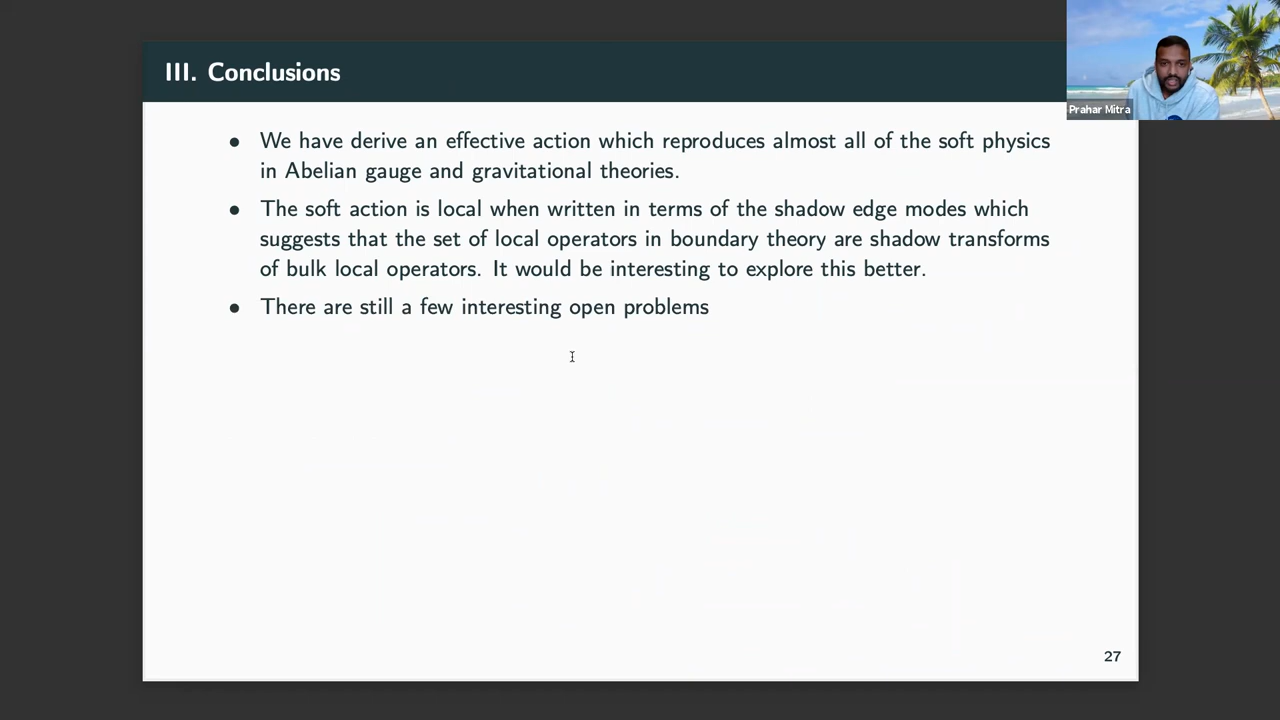 III. Conclusions
Prahar Mitra
• We have derive an effective action which reproduces almost all of the soft physics
in Abelian gauge and gravitational theories.
• The soft action is local when written in terms of the shadow edge modes which
suggests that the set of local operators in boundary theory are shadow transforms
of bulk local operators. It would be interesting to explore this better.
• There are still a few interesting open problems
27